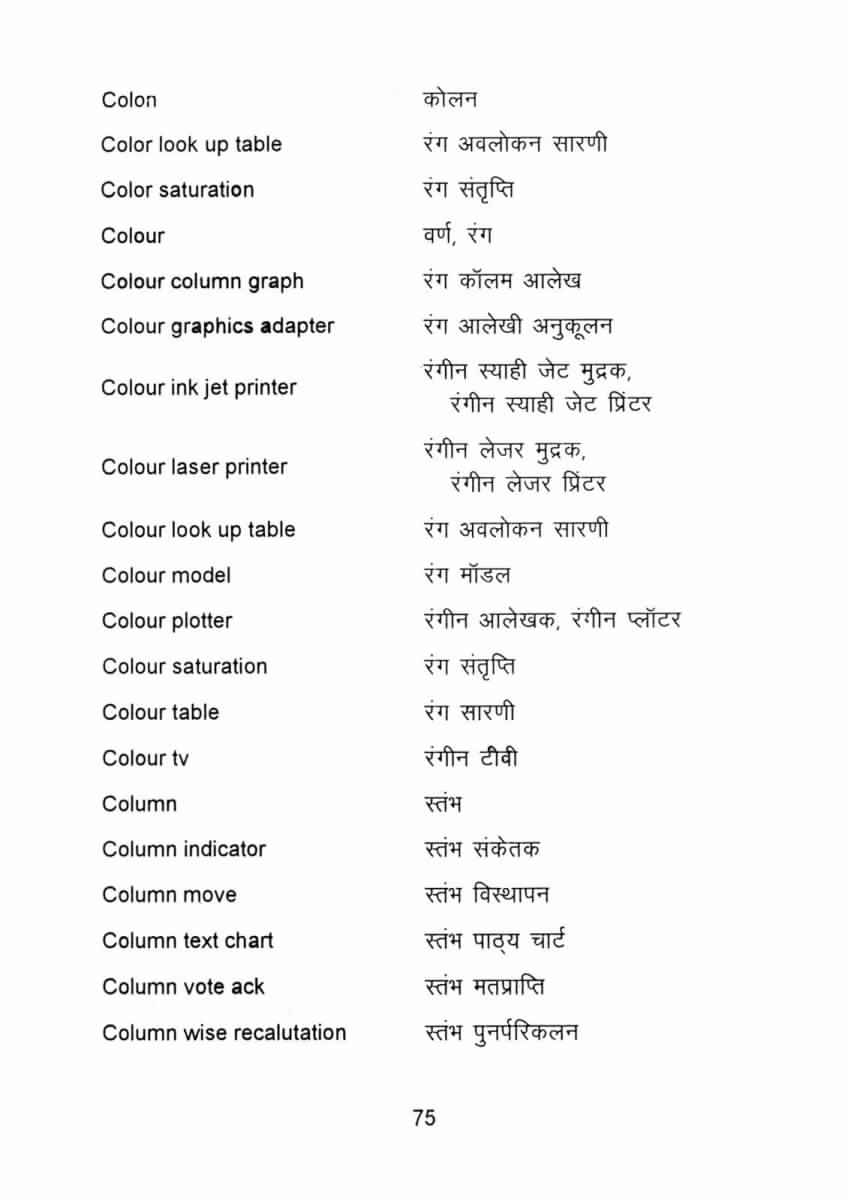 Colon कोलन
Color look up table रंग अवलोकन सारणी
Color saturation रंग संतृप्ति
Colour वर्ण, रंग
Colour column graph रंग कॉलम आलेख
Colour graphics adapter रंग आलेखी अनुकूलन
Colour ink jet printer रंगीन स्याही जेट मुद्रक,
रंगीन स्याही जेट प्रिंटर
Colour laser printer रंगीन लेजर मुद्रक,
रंगीन लेजर प्रिंटर
Colour look up table रंग अवलोकन सारणी
Colour model रंग मॉडल
Colour plotter रंगीन आलेखक, रंगीन प्लॉटर
Colour saturation रंग संतृप्ति
Colour table रंग सारणी
Colour tv रंगीन टीवी
Column स्तंभ
Column indicator स्तंभ संकेतक
Column move स्तंभ विस्थापन
Column text chart स्तंभ पाठ्य चार्ट
Column vote ack स्तंभ मतप्राप्ति
Column wise recalutation स्तंभ पुनर्परिकलन
75